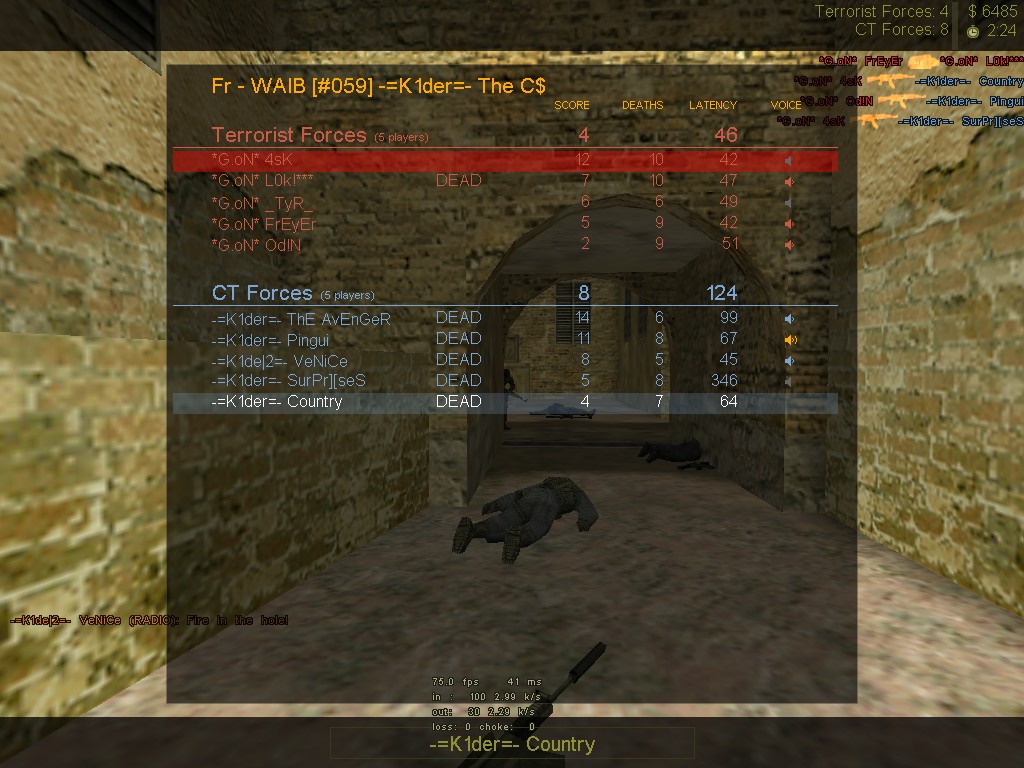 Terrorist Forces: 4 $ 6485
CT Forces: 8 2:24
*G.oN* FrEyEr *G.oN* L0kI***
*G.oN* 4sK -=K1der=- Country
*G.oN* OdIN -=K1der=- Pingui
*G.oN* 4sK -=K1der=- SurPr][seS
Fr - WAIB [#059] -=K1der=- The C$
SCORE DEATHS LATENCY VOICE
Terrorist Forces (5 players) 4 46
*G.oN* 4sK 12 10 42
*G.oN* L0kI*** DEAD 7 10 47
*G.oN* _TyR_ 6 6 49
*G.oN* FrEyEr 5 9 42
*G.oN* OdIN 2 9 51
CT Forces (5 players) 8 124
-=K1der=- ThE AvEnGeR DEAD 14 6 99
-=K1der=- Pingui DEAD 11 8 67
-=K1de|2=- VeNiCe DEAD 8 5 45
-=K1der=- SurPr][seS DEAD 5 8 346
-=K1der=- Country DEAD 4 7 64
-=K1de|2=- VeNiCe (RADIO): Fire in the hole!
75.0 fps 41 ms
in : 100 2.99 k/s
out: 30 2.29 k/s
loss: 0 choke: 0
-=K1der=- Country